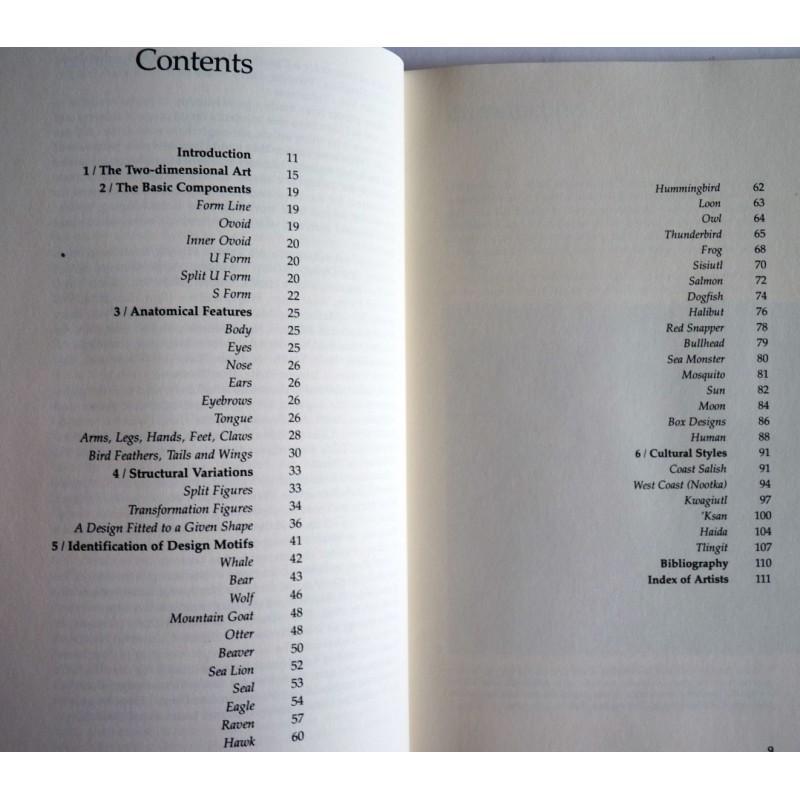 Contents
Introduction 11
1 / The Two-dimensional Art 15
2 / The Basic Components 19
Form Line 19
Ovoid 19
Inner Ovoid 20
U Form 20
Split U Form 20
S Form 22
3 / Anatomical Features 25
Body 25
Eyes 25
Nose 26
Ears 26
Eyebrows 26
Tongue 26
Arms, Legs, Hands, Feet, Claws 28
Bird Feathers, Tails and Wings 30
4 / Structural Variations 33
Split Figures 33
Transformation Figures 34
A Design Fitted to a Given Shape 36
5 / Identification of Design Motifs 41
Whale 42
Bear 43
Wolf 46
Mountain Goat 48
Otter 48
Beaver 50
Sea Lion 52
Seal 53
Eagle 54
Raven 57
Hawk 60
Hummingbird 62
Loon 63
Owl 64
Thunderbird 65
Frog 68
Sisiutl 70
Salmon 72
Dogfish 74
Halibut 76
Red Snapper 78
Bullhead 79
Sea Monster 80
Mosquito 81
Sun 82
Moon 84
Box Designs 86
Human 88
6 / Cultural Styles 91
Coast Salish 91
West Coast (Nootka) 94
Kwagiutl 97
'Ksan 100
Haida 104
Tlingit 107
Bibliography 110
Index of Artists 111
9